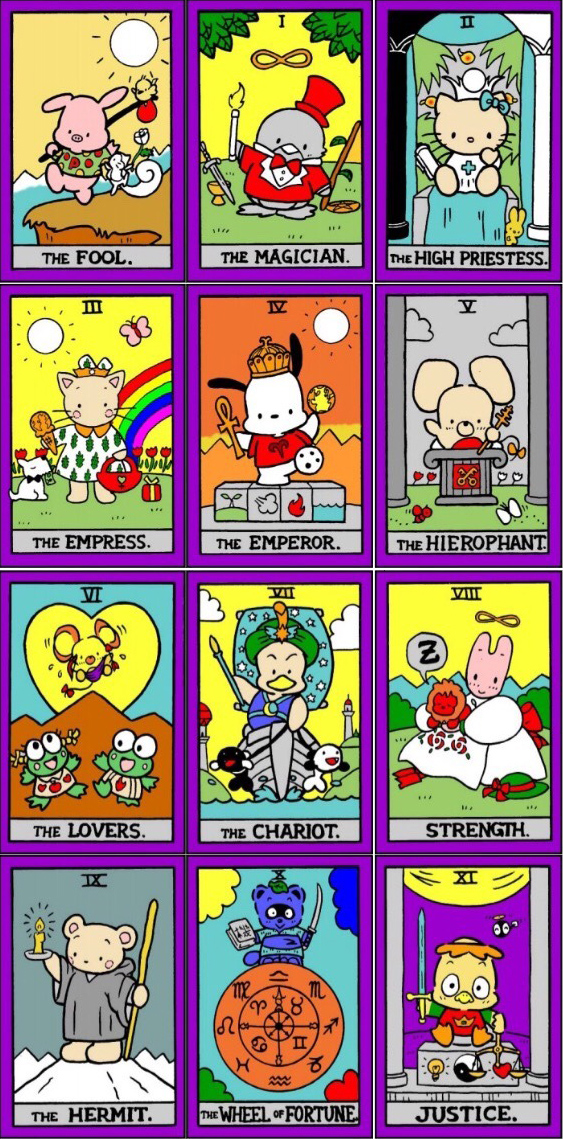 THE FOOL.
I
THE MAGICIAN.
II
THE HIGH PRIESTESS.
III
THE EMPRESS.
IV
THE EMPEROR.
V
THE HIEROPHANT.
VI
THE LOVERS.
VII
THE CHARIOT.
VIII
Z
STRENGTH.
IX
THE HERMIT.
X
THE WHEEL OF FORTUNE.
XI
JUSTICE.